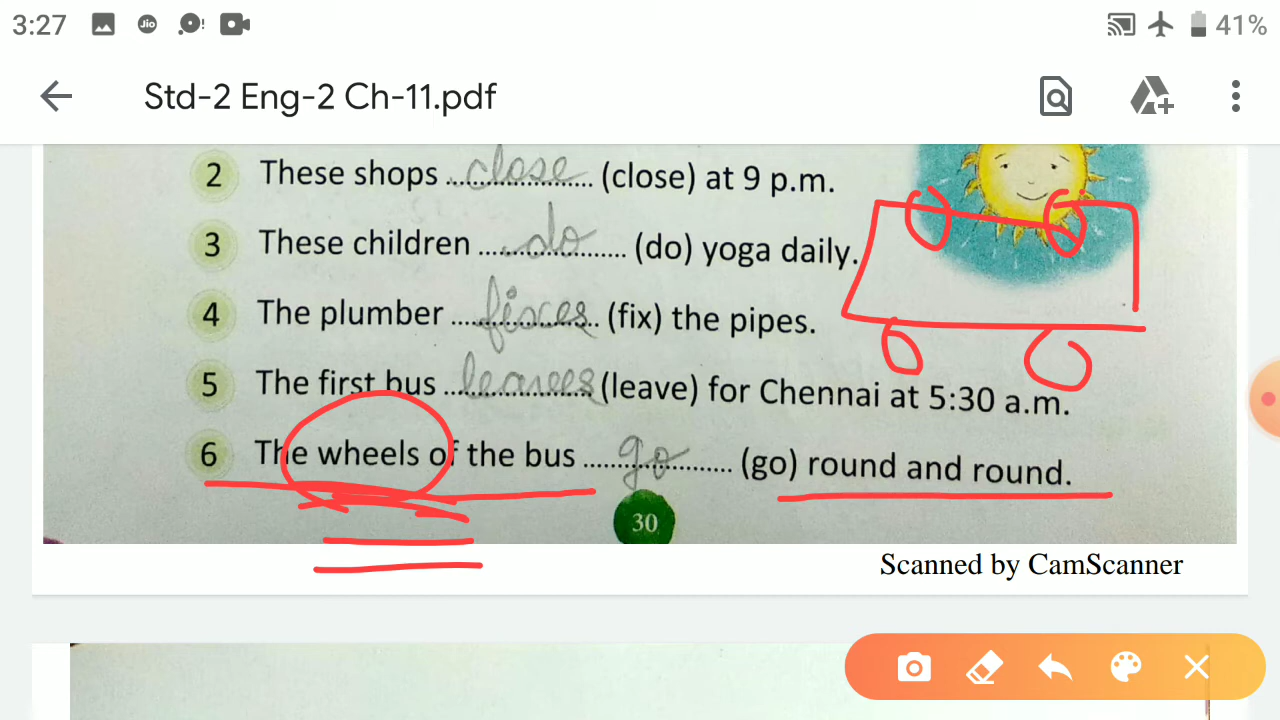 3:27 Jio 41%
Std-2 Eng-2 Ch-11.pdf
2 These shops ...close... (close) at 9 p.m.
3 These children ...do... (do) yoga daily.
4 The plumber ...fixes... (fix) the pipes.
5 The first bus ...leaves... (leave) for Chennai at 5:30 a.m.
6 The wheels of the bus ...go... (go) round and round.
30
Scanned by CamScanner